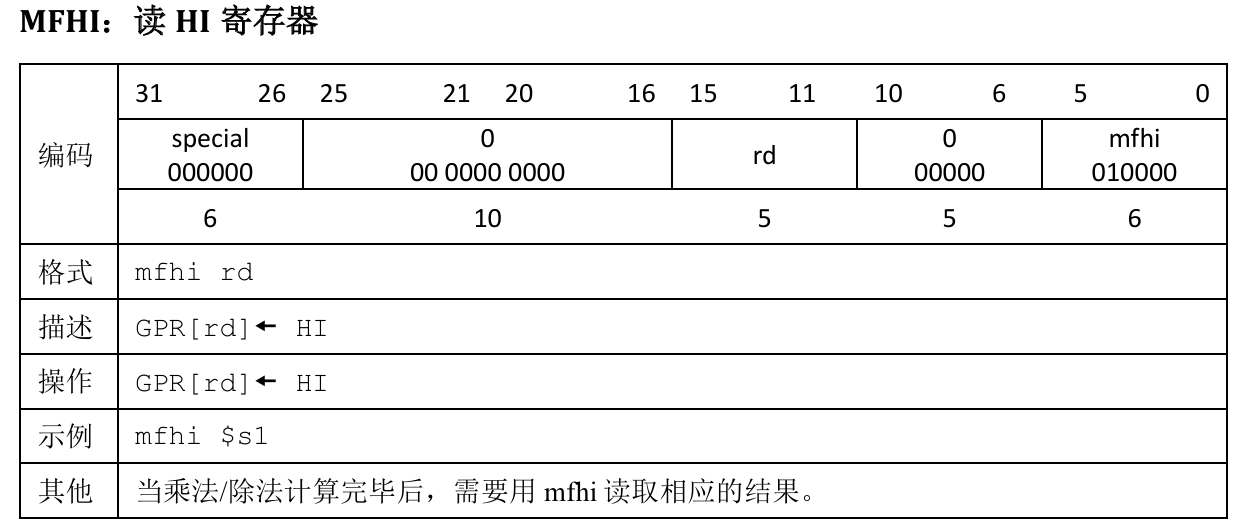 MFHI：读 HI 寄存器
编码
31 26 25 21 20 16 15 11 10 6 5 0
special 0 rd 0 mfhi
000000 00 0000 0000 00000 010000
6 10 5 5 6
格式 mfhi rd
描述 GPR[rd]← HI
操作 GPR[rd]← HI
示例 mfhi $s1
其他 当乘法/除法计算完毕后，需要用 mfhi 读取相应的结果。